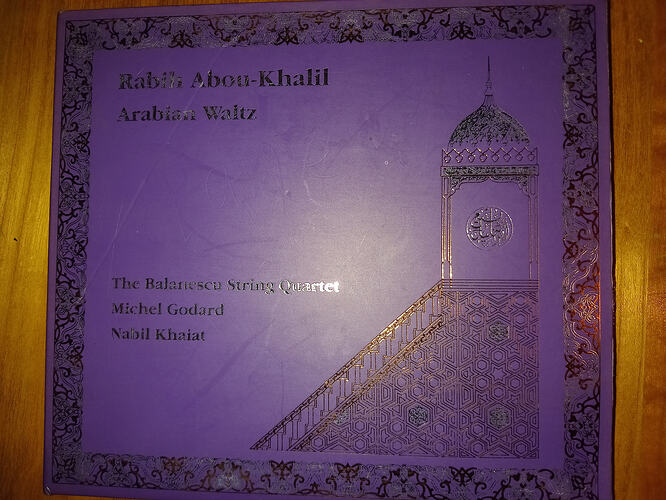 Rabih Abou-Khalil
Arabian Waltz
The Balanescu String Quartet
Michel Godard
Nabil Khaiat